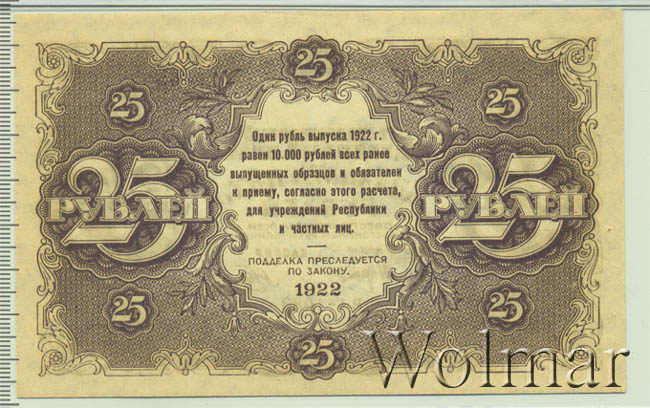 25
25
25
Один рубль выпуска 1922 г.
равен 10.000 рублей всех ранее
выпущенных образцов и обязателен
к приему, согласно этого расчета,
для учреждений Республики
и частных лиц.
25 РУБЛЕЙ
25 РУБЛЕЙ
ПОДДЕЛКА ПРЕСЛЕДУЕТСЯ
ПО ЗАКОНУ.
1922
25
25
25
Wolmar